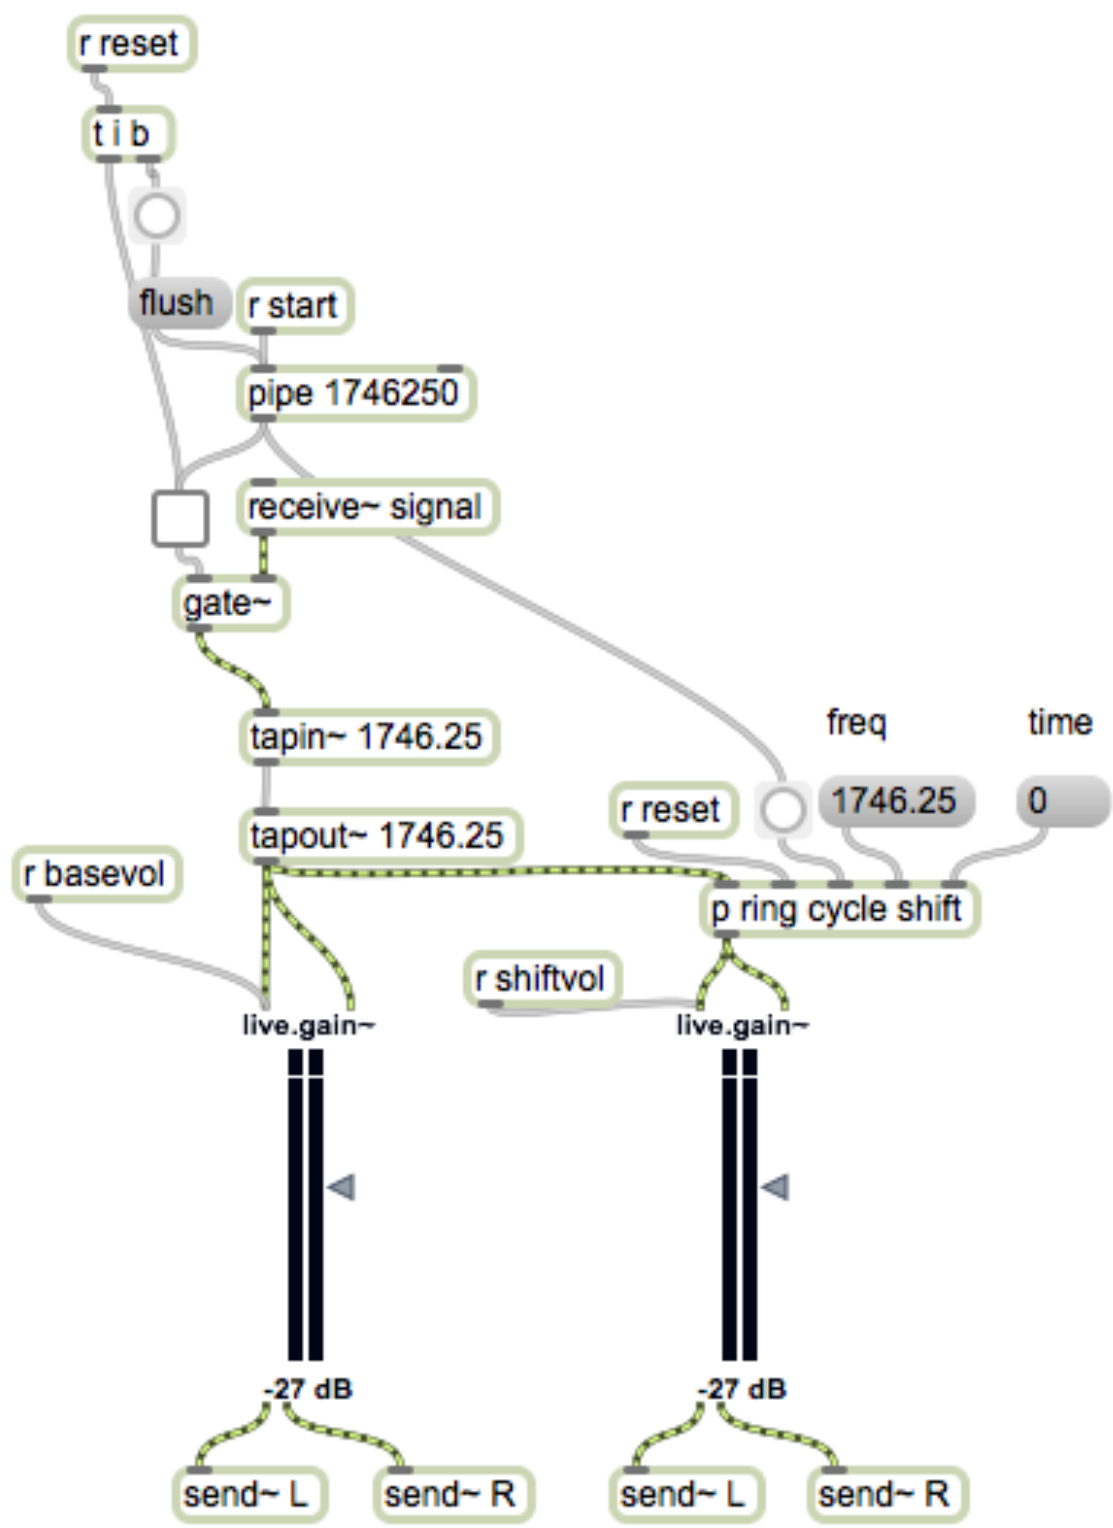 r reset
t i b
flush
r start
pipe 1746250
receive~ signal
gate~
tapin~ 1746.25
freq
time
r reset
1746.25
0
tapout~ 1746.25
r basevol
p ring cycle shift
r shiftvol
live.gain~
live.gain~
-27 dB
-27 dB
send~ L
send~ R
send~ L
send~ R